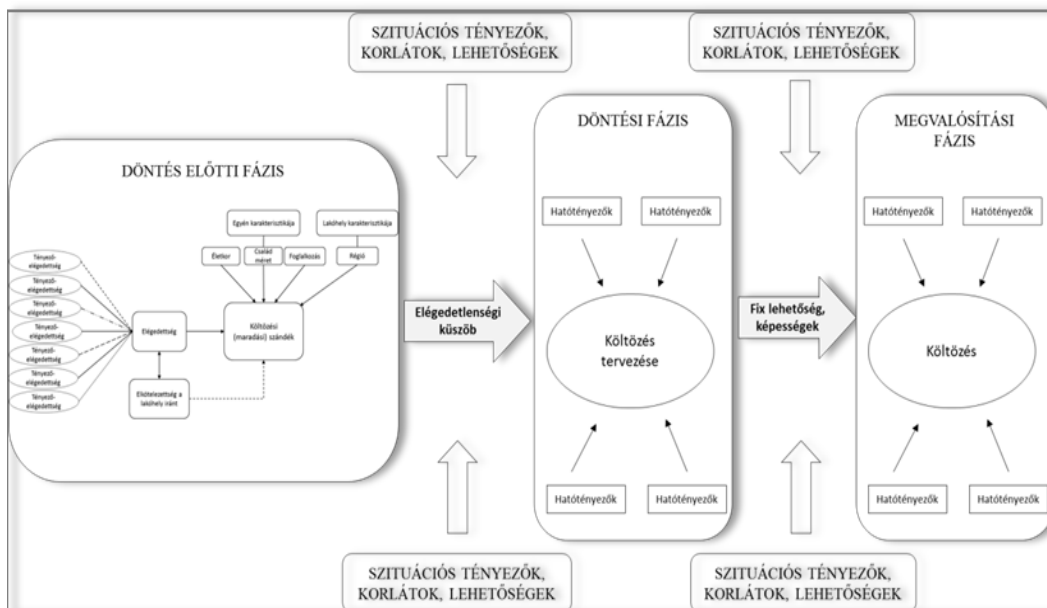 SZITUÁCIÓS TÉNYEZŐK,
KORLÁTOK, LEHETŐSÉGEK
SZITUÁCIÓS TÉNYEZŐK,
KORLÁTOK, LEHETŐSÉGEK
DÖNTÉS ELŐTTI FÁZIS
Egyén karakterisztikája
Lakóhely karakterisztikája
Életkor
Család
méret
Foglalkozás
Régió
Tényező-
elégedettség
Tényező-
elégedettség
Tényező-
elégedettség
Tényező-
elégedettség
Tényező-
elégedettség
Tényező-
elégedettség
Tényező-
elégedettség
Elégedettség
Költözési
(maradási) szándék
Elkötelezettség a
lakóhely iránt
Elégedetlenségi
küszöb
DÖNTÉSI FÁZIS
Hatótényezők
Hatótényezők
Költözés
tervezése
Hatótényezők
Hatótényezők
Fix lehetőség,
képességek
MEGVALÓSÍTÁSI
FÁZIS
Hatótényezők
Hatótényezők
Költözés
Hatótényezők
Hatótényezők
SZITUÁCIÓS TÉNYEZŐK,
KORLÁTOK, LEHETŐSÉGEK
SZITUÁCIÓS TÉNYEZŐK,
KORLÁTOK, LEHETŐSÉGEK